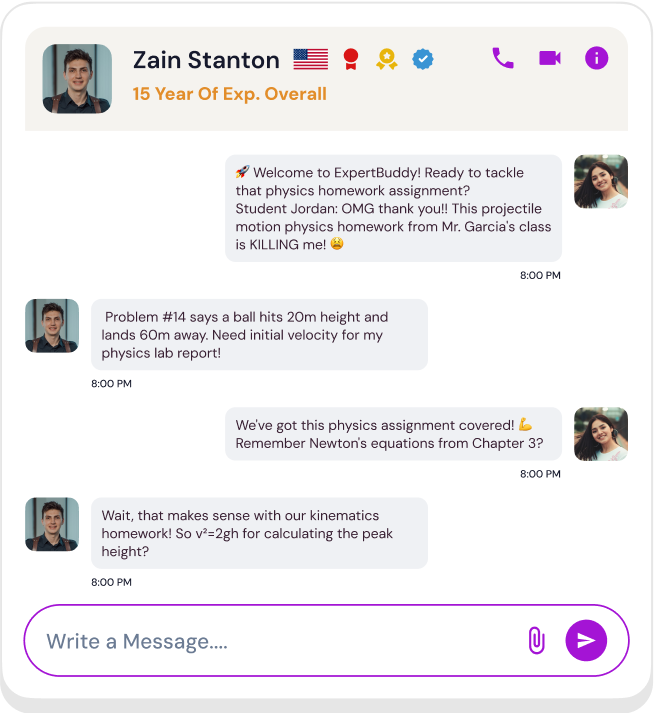 Zain Stanton
15 Year Of Exp. Overall
🚀 Welcome to ExpertBuddy! Ready to tackle
that physics homework assignment?
Student Jordan: OMG thank you!! This projectile
motion physics homework from Mr. Garcia's class
is KILLING me! 😫
8:00 PM
Problem #14 says a ball hits 20m height and
lands 60m away. Need initial velocity for my
physics lab report!
8:00 PM
We've got this physics assignment covered! 💪
Remember Newton's equations from Chapter 3?
8:00 PM
Wait, that makes sense with our kinematics
homework! So v²=2gh for calculating the peak
height?
8:00 PM
Write a Message....